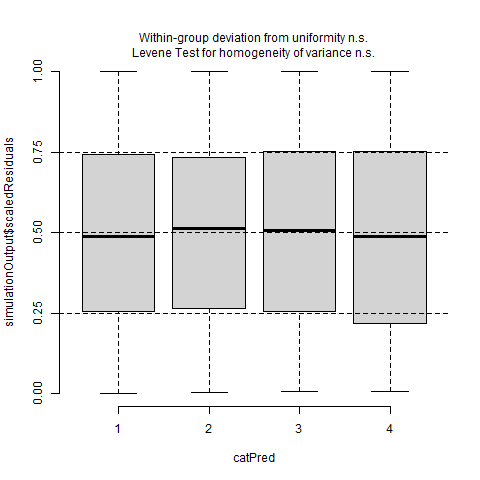 Within-group deviation from uniformity n.s.
Levene Test for homogeneity of variance n.s.
1.00
0.75
0.50
0.25
0.00
simulationOutput$scaledResiduals
1 2 3 4
catPred